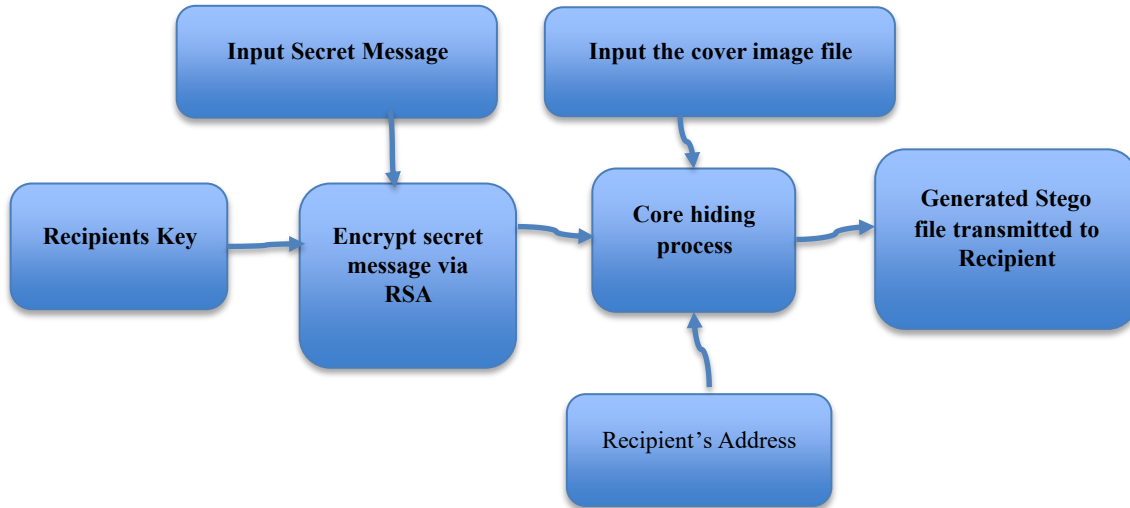 Input Secret Message
Input the cover image file
Recipients Key
Encrypt secret
message via
RSA
Core hiding
process
Generated Stego
file transmitted to
Recipient
Recipient’s Address